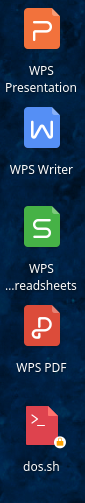 WPS
Presentation
WPS Writer
WPS
...readsheets
WPS PDF
>_
dos.sh